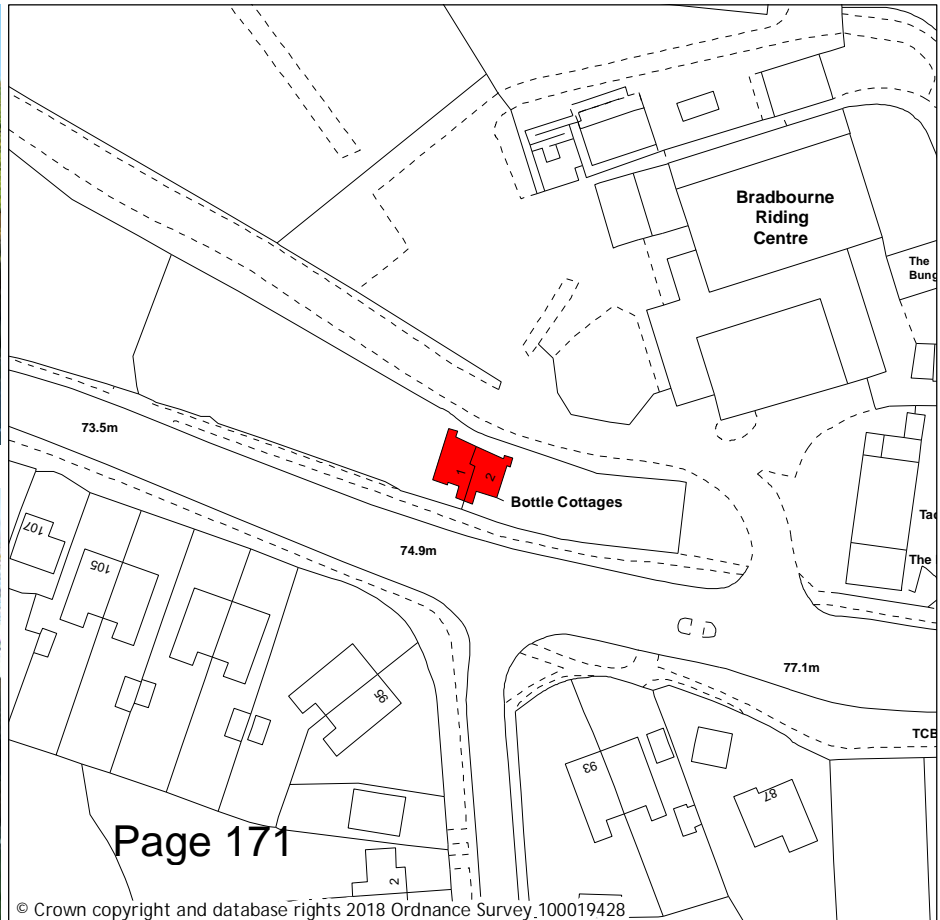 Bradbourne
Riding
Centre
The
Bung
73.5m
1
2
Bottle Cottages
107
105
74.9m
Tac
The
95
77.1m
TCB
93
87
Page 171
2
© Crown copyright and database rights 2018 Ordnance Survey 100019428